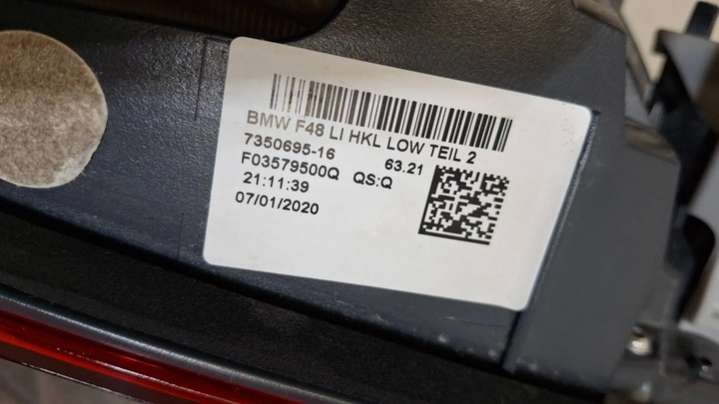 BMW F48 LI HKL LOW TEIL 2
7350695-16 63.21
F03579500Q QS:Q
21:11:39
07/01/2020